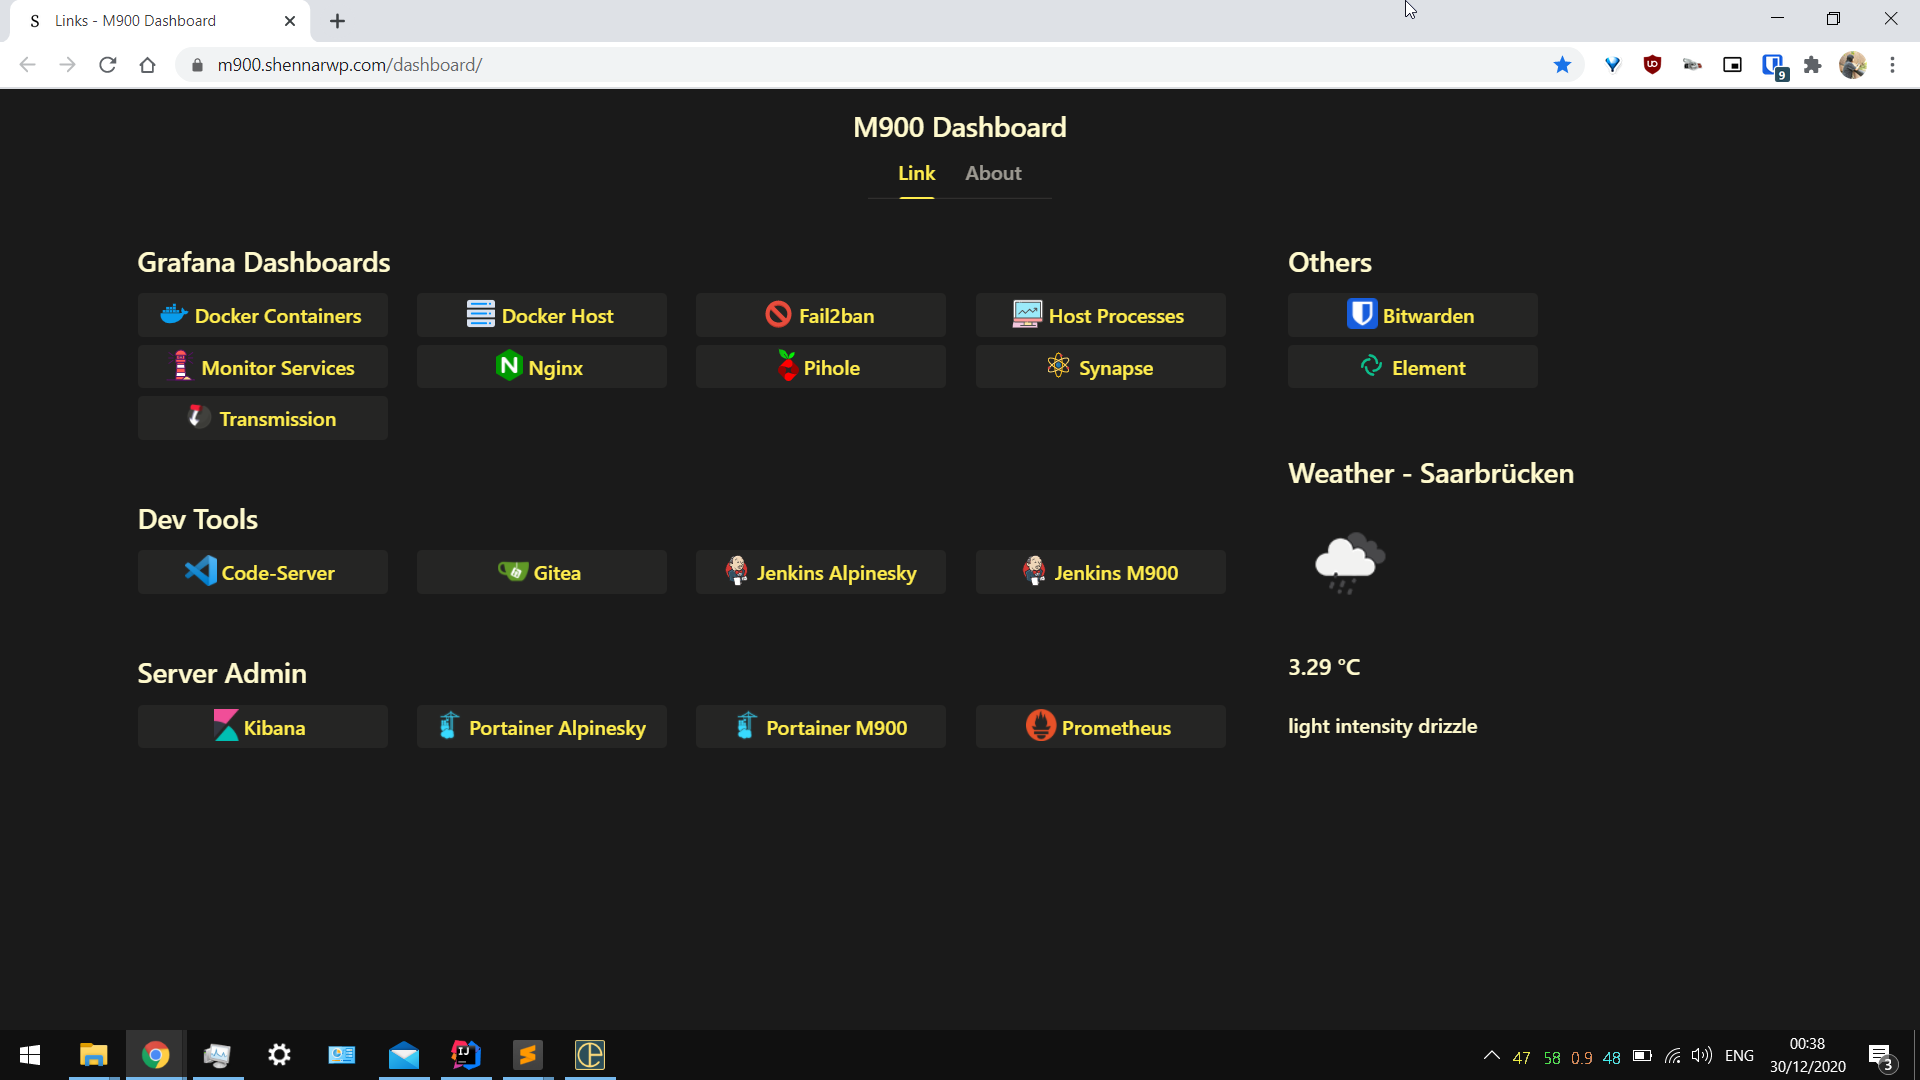 S Links - M900 Dashboard
m900.shennarwp.com/dashboard/
9
M900 Dashboard
Link About
Grafana Dashboards
Docker Containers Docker Host Fail2ban Host Processes
Monitor Services Nginx Pihole Synapse
Transmission
Others
Bitwarden
Element
Weather - Saarbrücken
3.29 °C
light intensity drizzle
Dev Tools
Code-Server Gitea Jenkins Alpinesky Jenkins M900
Server Admin
Kibana Portainer Alpinesky Portainer M900 Prometheus
47 58 0.9 48 ENG
00:38
30/12/2020
3